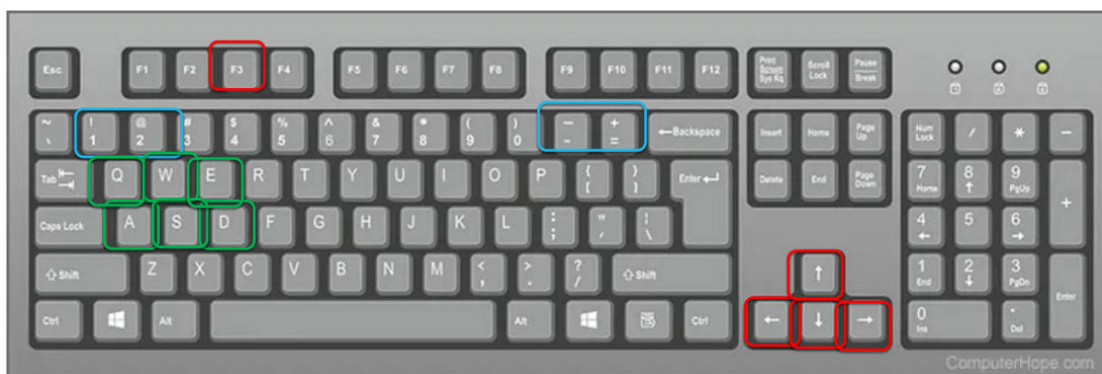 Esc F1 F2 F3 F4 F5 F6 F7 F8 F9 F10 F11 F12 Print Screen Sys Rq Scroll Lock Pause Break
~ ` ! 1 @ 2 # 3 $ 4 % 5 ^ 6 & 7 * 8 ( 9 ) 0 — - + = ←Backspace Insert Home Page Up Num Lock / * −
Tab Q W E R T Y U I O P { [ } ] Enter Delete End Page Down 7 Home 8 ↑ 9 PgUp +
Caps Lock A S D F G H J K L : ; " ' | \ 4 ← 5 6 →
⇧ Shift Z X C V B N M < , > . ? / ⇧ Shift ↑ 1 End 2 ↓ 3 PgDn Enter
Ctrl Alt Alt Ctrl ← ↓ → 0 Ins . Del
ComputerHope.com